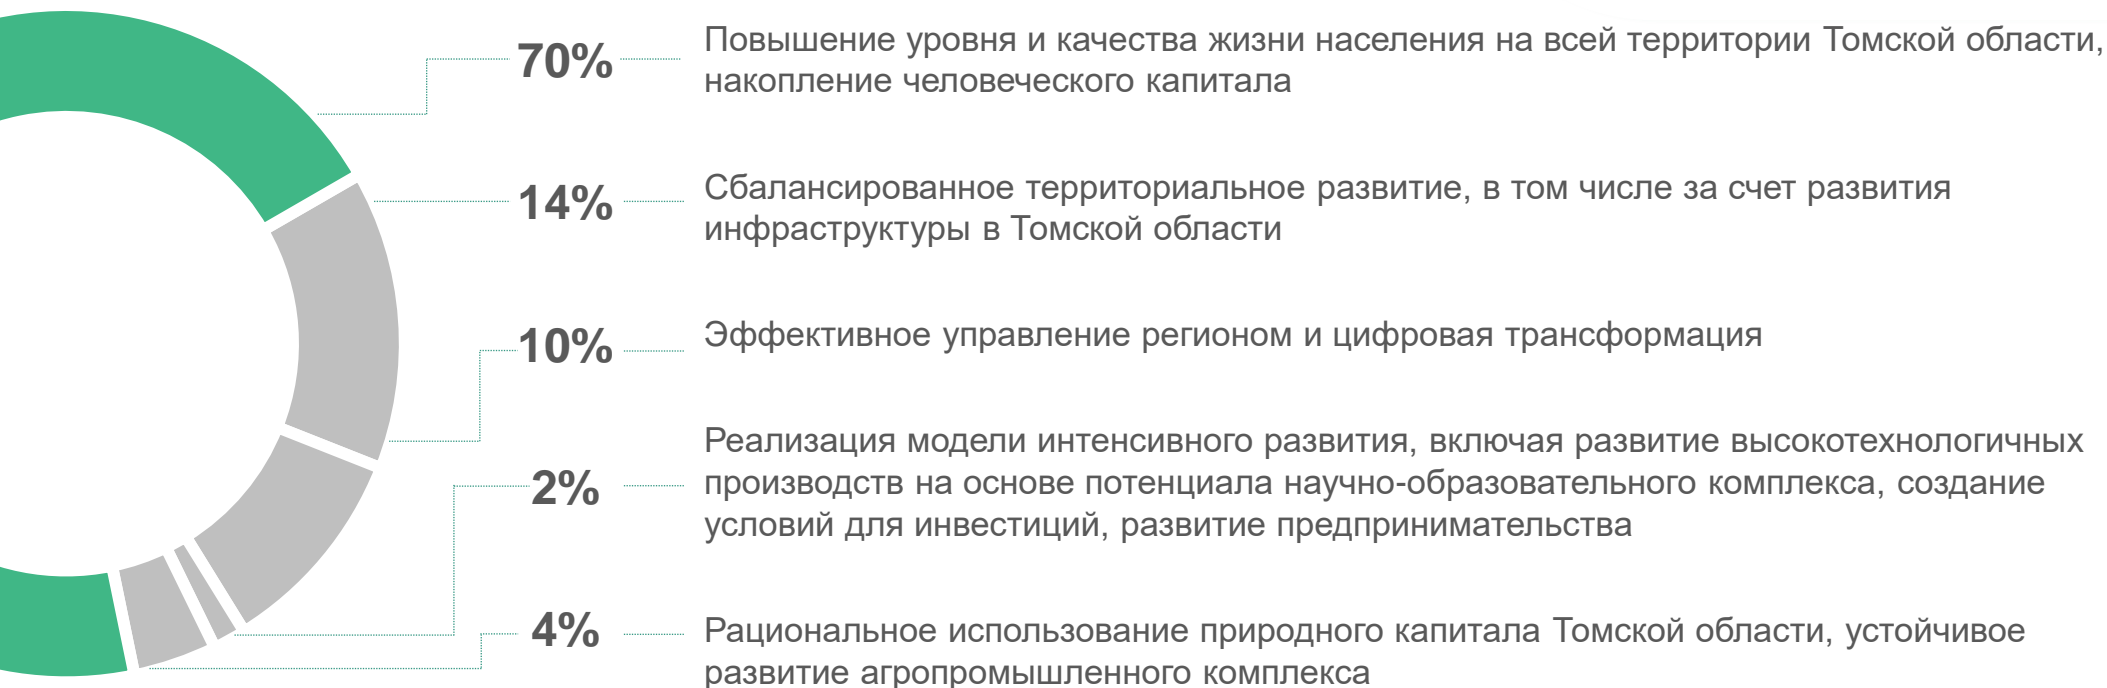 70%
Повышение уровня и качества жизни населения на всей территории Томской области,
накопление человеческого капитала
14%
Сбалансированное территориальное развитие, в том числе за счет развития
инфраструктуры в Томской области
10%
Эффективное управление регионом и цифровая трансформация
2%
Реализация модели интенсивного развития, включая развитие высокотехнологичных
производств на основе потенциала научно-образовательного комплекса, создание
условий для инвестиций, развитие предпринимательства
4%
Рациональное использование природного капитала Томской области, устойчивое
развитие агропромышленного комплекса